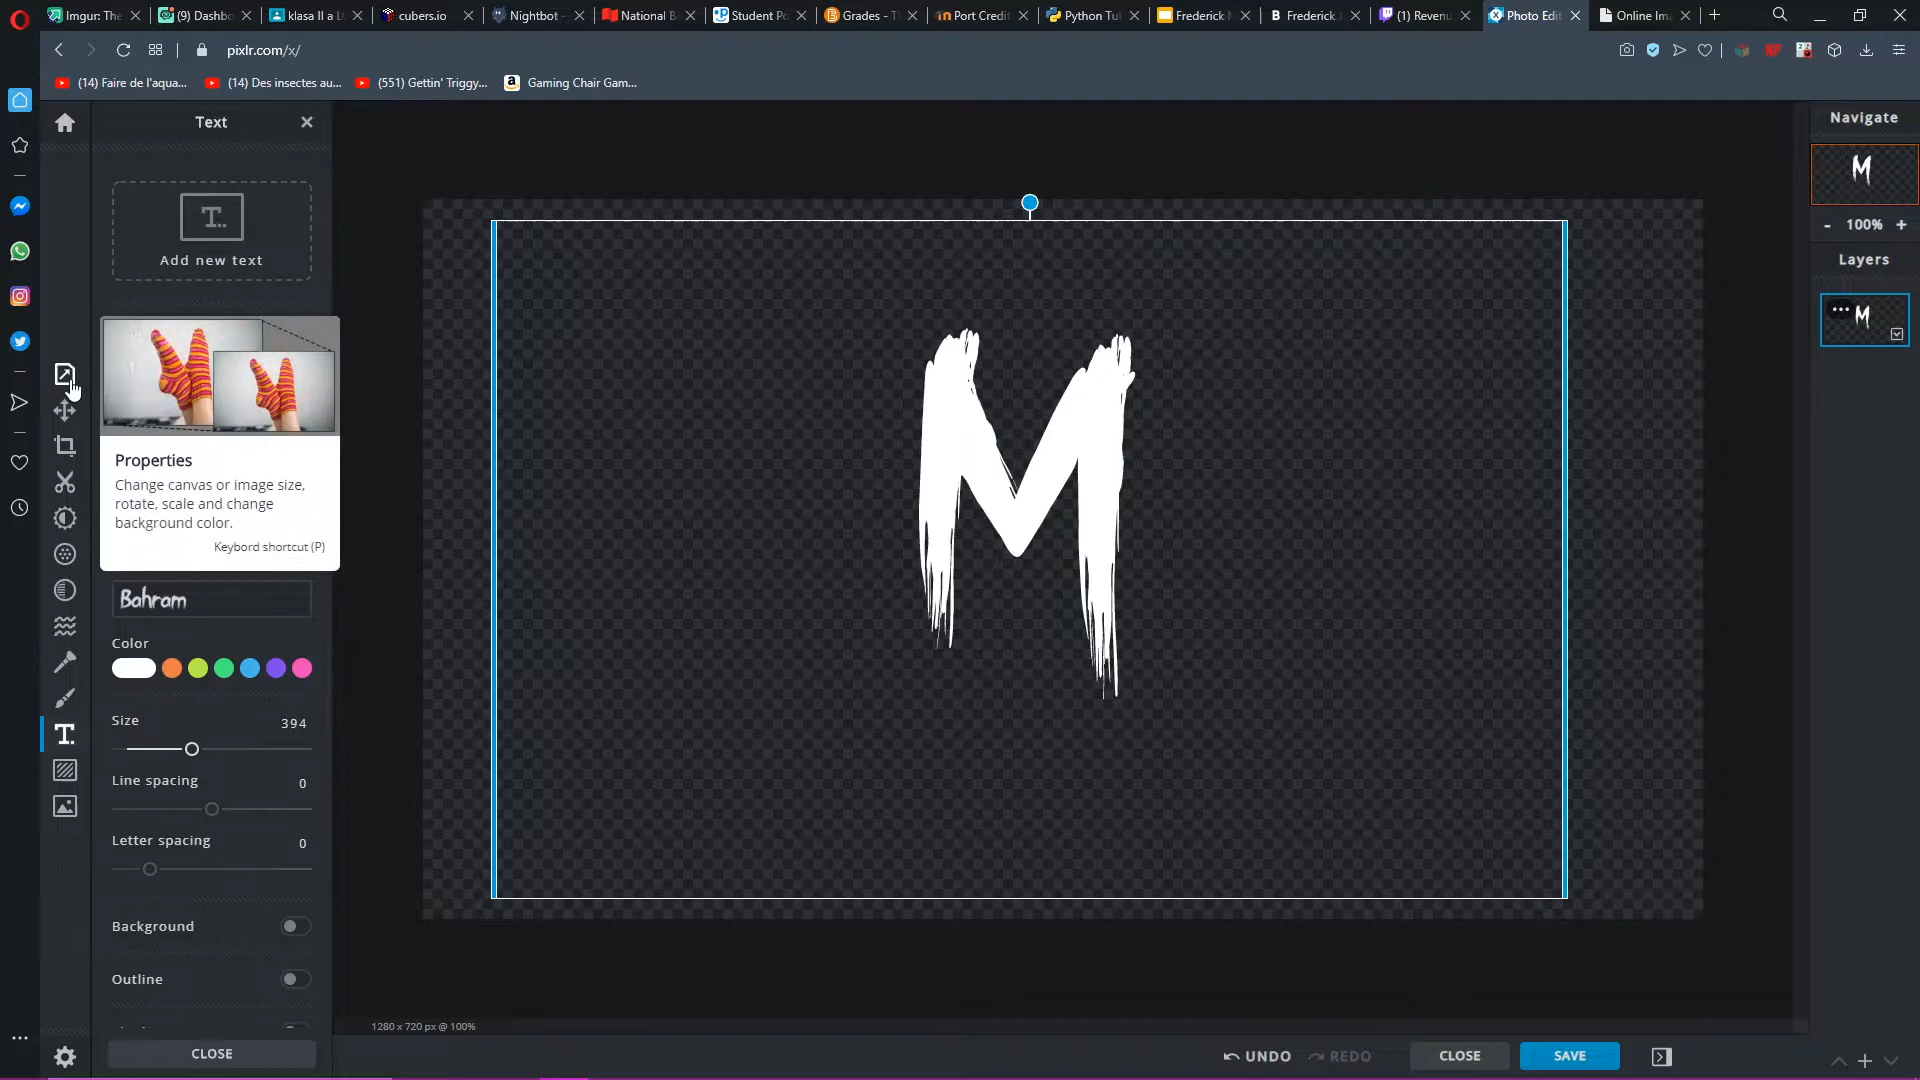 Imgur: The
(9) Dashbo
klasa II a L
cubers.io
Nightbot -
National B
Student Po
Grades - T
Port Credit
Python Tut
Frederick M
Frederick
(1) Revenu
Photo Edit
Online Ima
pixlr.com/x/
(14) Faire de l'aqua...
(14) Des insectes au...
(551) Gettin' Triggy...
Gaming Chair Gam...
Text
Add new text
Properties
Change canvas or image size,
rotate, scale and change
background color.
Keybord shortcut (P)
Bahram
Color
Size
394
Line spacing
0
Letter spacing
0
Background
Outline
CLOSE
M
1280 x 720 px @ 100%
UNDO
REDO
CLOSE
SAVE
Navigate
M
- 100% +
Layers
M